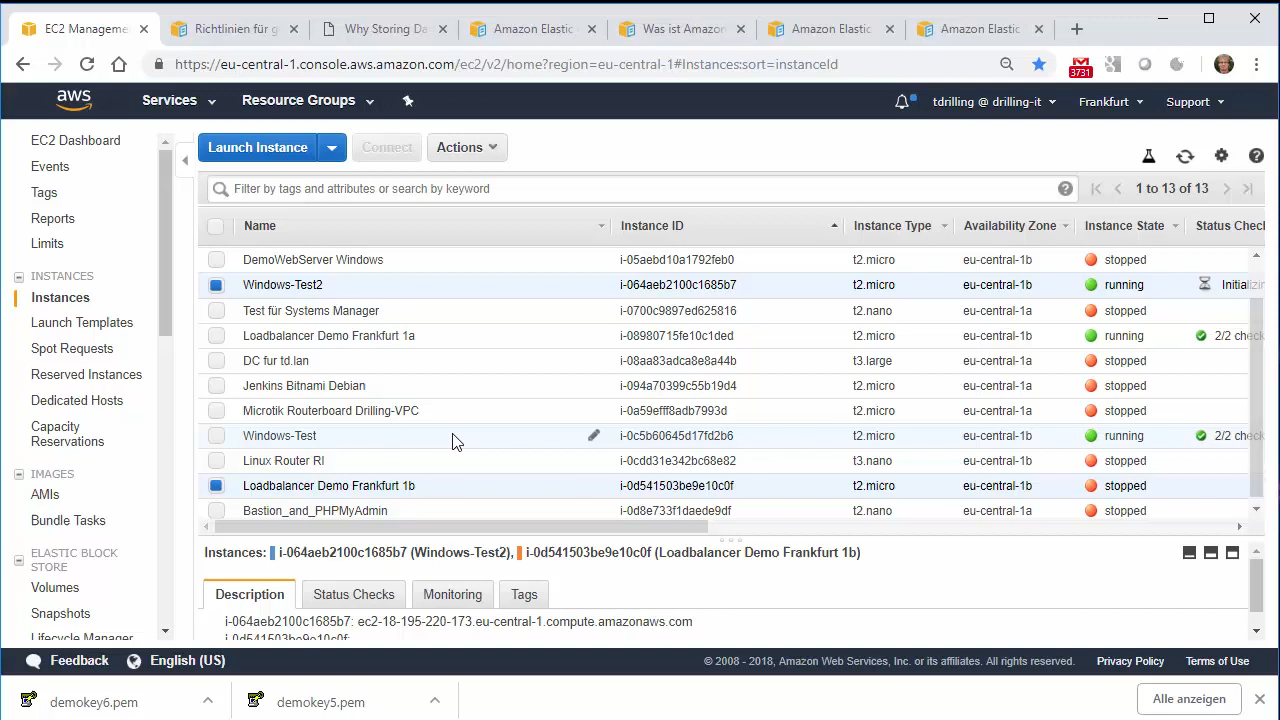 EC2 Manageme
Richtlinien für g
Why Storing Da
Amazon Elastic
Was ist Amazon
Amazon Elastic
Amazon Elastic
https://eu-central-1.console.aws.amazon.com/ec2/v2/home?region=eu-central-1#Instances:sort=instanceId
3731
aws Services Resource Groups tdrilling @ drilling-it Frankfurt Support
EC2 Dashboard
Events
Tags
Reports
Limits
INSTANCES
Instances
Launch Templates
Spot Requests
Reserved Instances
Dedicated Hosts
Capacity
Reservations
IMAGES
AMIs
Bundle Tasks
ELASTIC BLOCK
STORE
Volumes
Snapshots
Lifecycle Manager
Launch Instance Connect Actions
Filter by tags and attributes or search by keyword 1 to 13 of 13
Name Instance ID Instance Type Availability Zone Instance State Status Chec
DemoWebServer Windows i-05aebd10a1792feb0 t2.micro eu-central-1b stopped
Windows-Test2 i-064aeb2100c1685b7 t2.micro eu-central-1b running Initializin
Test für Systems Manager i-0700c9897ed625816 t2.nano eu-central-1a stopped
Loadbalancer Demo Frankfurt 1a i-08980715fe10c1ded t2.micro eu-central-1b running 2/2 check
DC fur td.lan i-08aa83adca8e8a44b t3.large eu-central-1a stopped
Jenkins Bitnami Debian i-094a70399c55b19d4 t2.micro eu-central-1a stopped
Microtik Routerboard Drilling-VPC i-0a59efff8adb7993d t2.micro eu-central-1a stopped
Windows-Test i-0c5b60645d17fd2b6 t2.micro eu-central-1b running 2/2 check
Linux Router RI i-0cdd31e342bc68e82 t3.nano eu-central-1b stopped
Loadbalancer Demo Frankfurt 1b i-0d541503be9e10c0f t2.micro eu-central-1b stopped
Bastion_and_PHPMyAdmin i-0d8e733f1daede9df t2.nano eu-central-1a stopped
Instances: i-064aeb2100c1685b7 (Windows-Test2), i-0d541503be9e10c0f (Loadbalancer Demo Frankfurt 1b)
Description Status Checks Monitoring Tags
i-064aeb2100c1685b7: ec2-18-195-220-173.eu-central-1.compute.amazonaws.com
i-0d541503be9e10c0f:
Feedback English (US) © 2008 - 2018, Amazon Web Services, Inc. or its affiliates. All rights reserved. Privacy Policy Terms of Use
demokey6.pem demokey5.pem Alle anzeigen